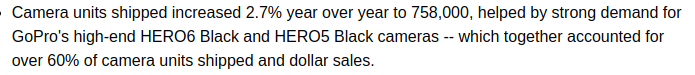 • Camera units shipped increased 2.7% year over year to 758,000, helped by strong demand for
GoPro's high-end HERO6 Black and HERO5 Black cameras -- which together accounted for
over 60% of camera units shipped and dollar sales.